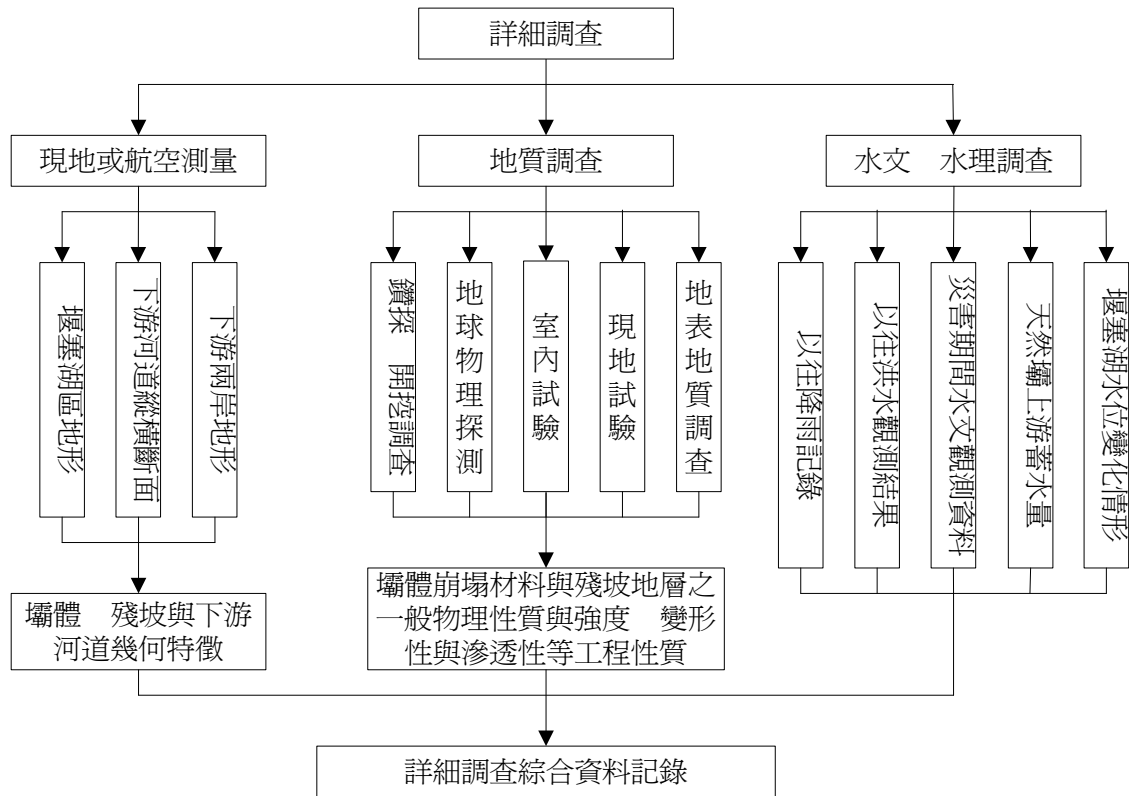 詳細調查
現地或航空測量
地質調查
水文　水理調查
堰塞湖區地形
下游河道縱橫斷面
下游兩岸地形
鑽探　開挖調查
地球物理探測
室內試驗
現地試驗
地表地質調查
以往降雨記錄
以往洪水觀測結果
災害期間水文觀測資料
天然壩上游蓄水量
堰塞湖水位變化情形
壩體　殘坡與下游
河道幾何特徵
壩體崩塌材料與殘坡地層之
一般物理性質與強度　變形
性與滲透性等工程性質
詳細調查綜合資料記錄